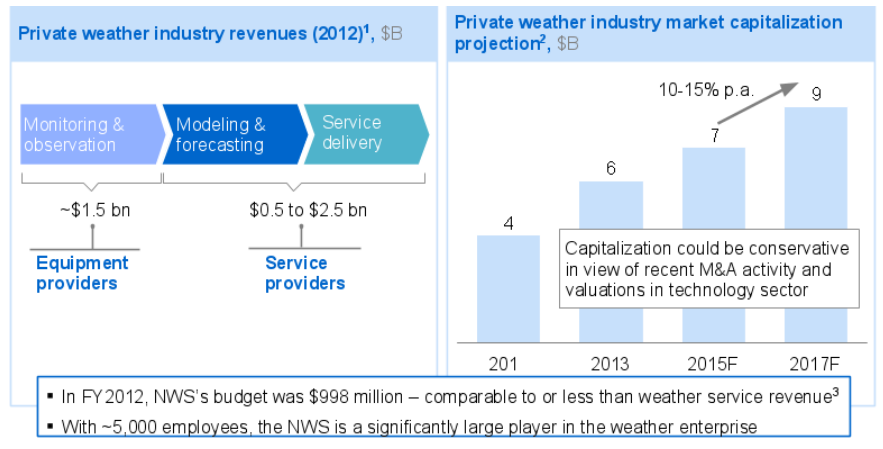 Private weather industry revenues (2012)¹, $B
Monitoring &
observation
Modeling &
forecasting
Service
delivery
~$1.5 bn
$0.5 to $2.5 bn
Equipment
providers
Service
providers
Private weather industry market capitalization
projection², $B
10-15% p.a.
4
6
7
9
Capitalization could be conservative
in view of recent M&A activity and
valuations in technology sector
201
2013
2015F
2017F
▪ In FY2012, NWS's budget was $998 million – comparable to or less than weather service revenue³
▪ With ~5,000 employees, the NWS is a significantly large player in the weather enterprise